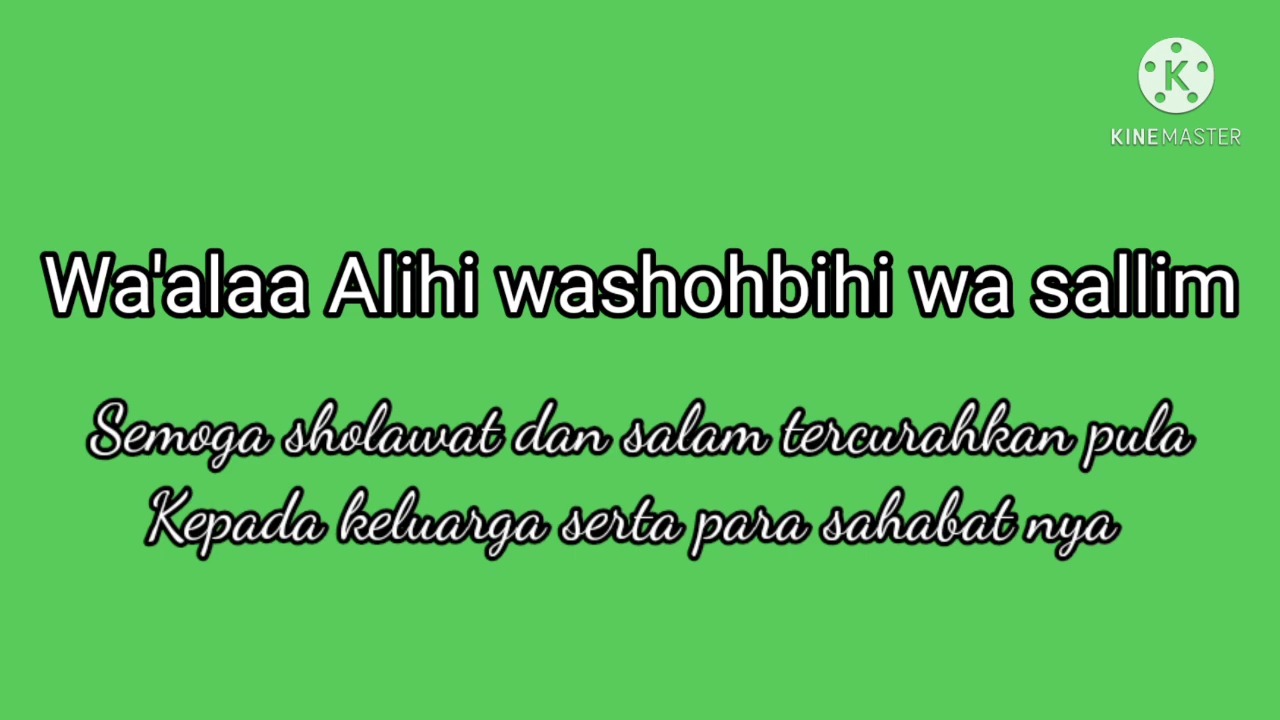 K
KINEMASTER
Wa'alaa Alihi washohbihi wa sallim
Semoga sholawat dan salam tercurahkan pula
Kepada keluarga serta para sahabat nya